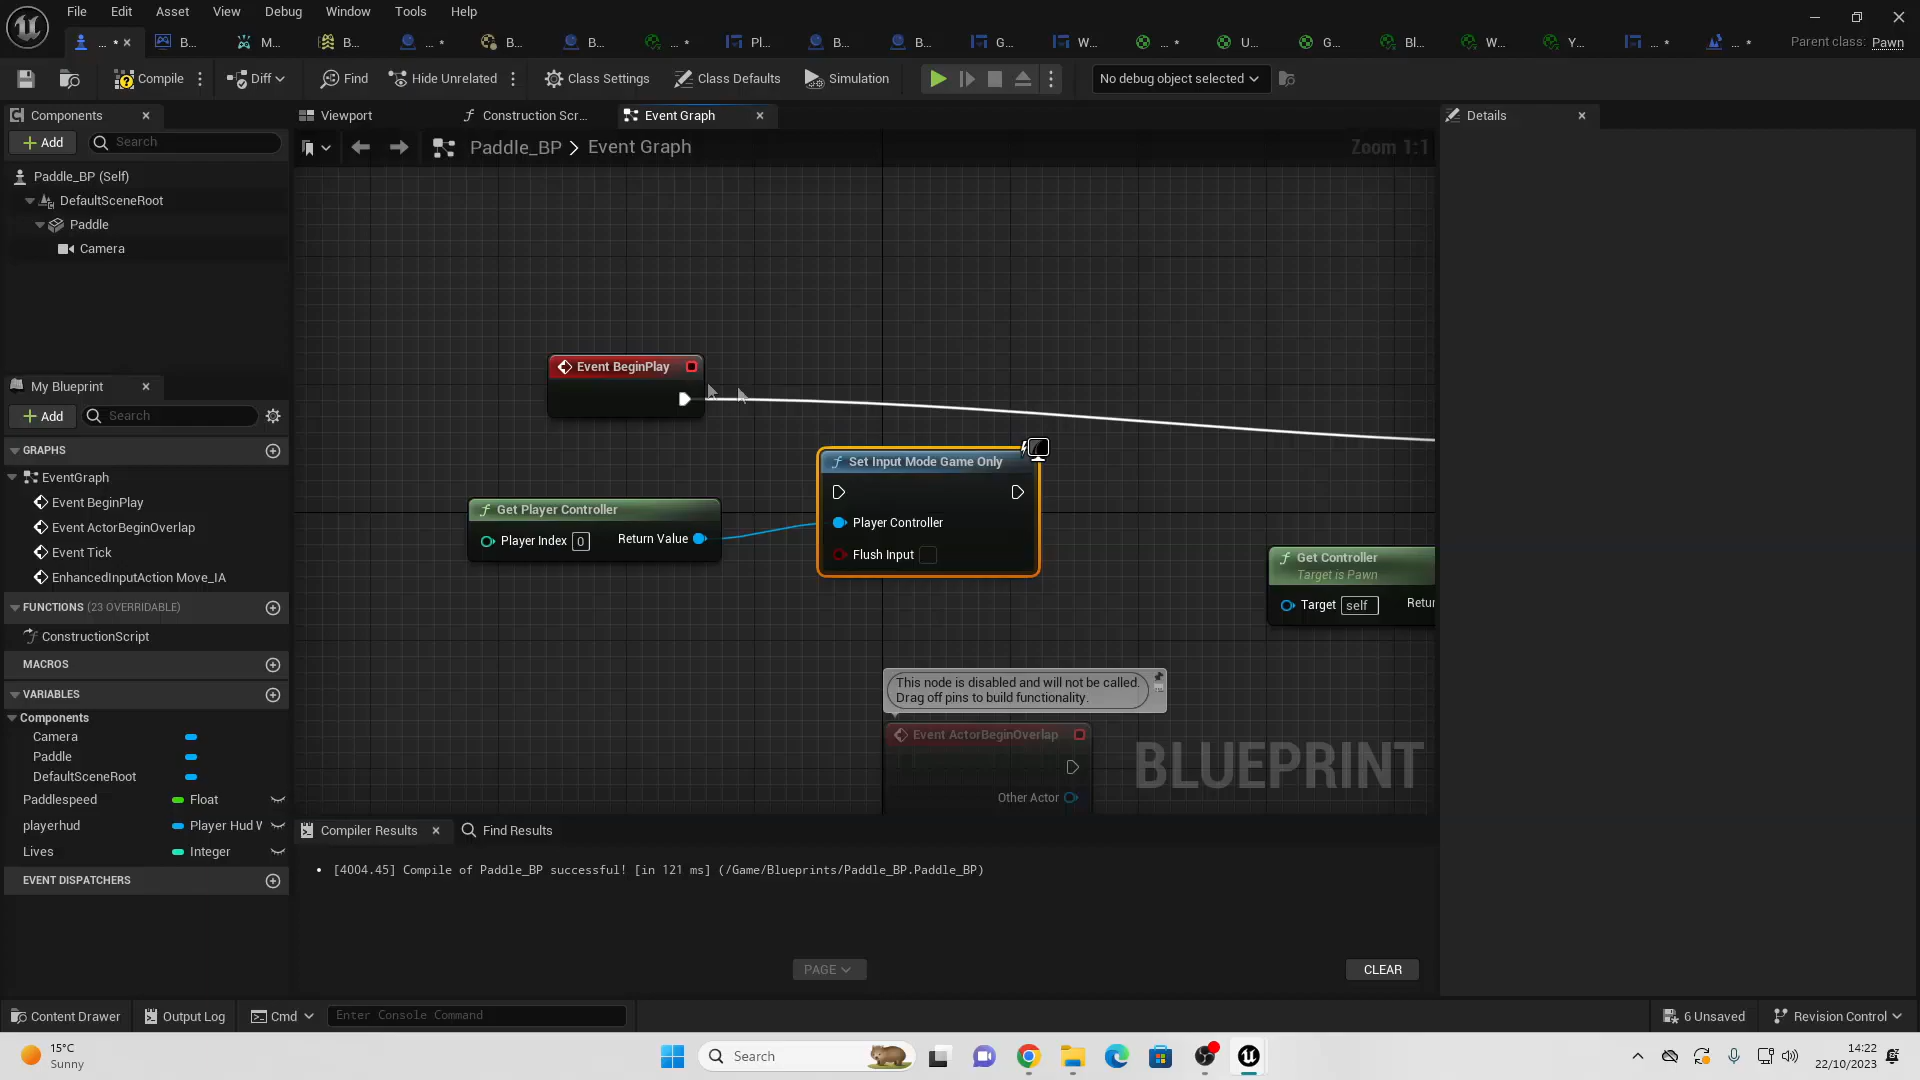 File Edit View Asset Debug Window Tools Help
... * B... M... B... ... * B... B... ... * Pl... B... B... G... W... ... * U... G... Bl... W... Y... ... * ... * Parent class: Pawn
Compile Diff Find Hide Unrelated Class Settings Class Defaults Simulation No debug object selected
Components
Add Search
Paddle_BP (Self)
DefaultSceneRoot
Paddle
Camera
My Blueprint
Add Search
GRAPHS
EventGraph
Event BeginPlay
Event ActorBeginOverlap
Event Tick
EnhancedInputAction Move_IA
FUNCTIONS (23 OVERRIDABLE)
ConstructionScript
MACROS
VARIABLES
Components
Camera
Paddle
DefaultSceneRoot
Paddlespeed Float
playerhud Player Hud W
Lives Integer
EVENT DISPATCHERS
Viewport Construction Scr... Event Graph
Paddle_BP > Event Graph Zoom 1:1
Event BeginPlay
Set Input Mode Game Only
Player Controller
Flush Input
Get Player Controller
Player Index 0 Return Value
Get Controller
Target is Pawn
Target self Retur
This node is disabled and will not be called.
Drag off pins to build functionality.
Event ActorBeginOverlap
Other Actor
BLUEPRINT
Details
Compiler Results Find Results
[4004.45] Compile of Paddle_BP successful! [in 121 ms] (/Game/Blueprints/Paddle_BP.Paddle_BP)
PAGE CLEAR
Content Drawer Output Log Cmd Enter Console Command 6 Unsaved Revision Control
15°C
Sunny
Search
14:22
22/10/2023